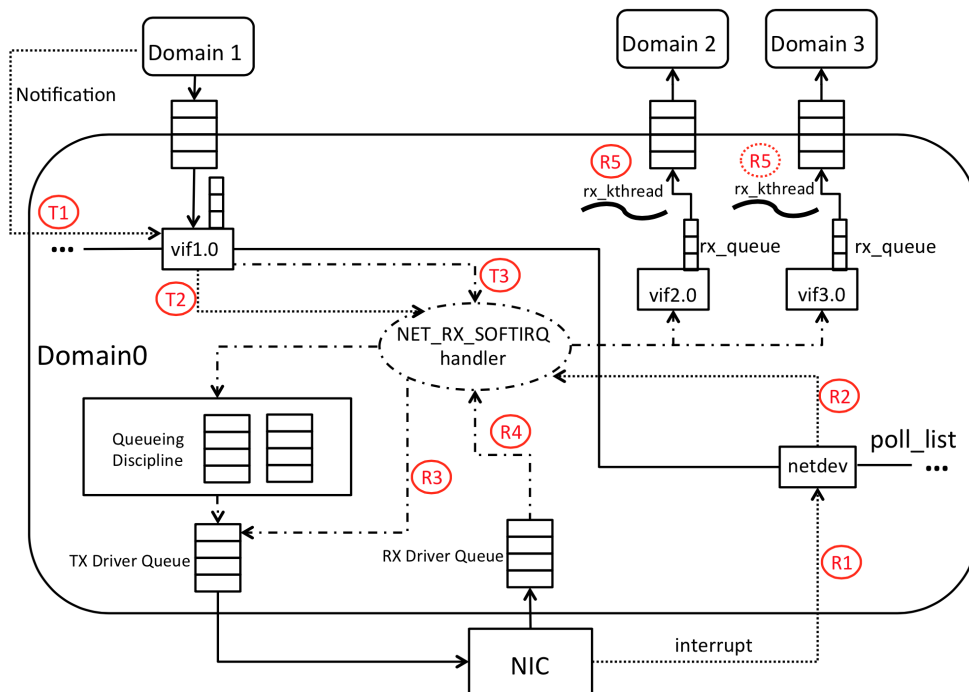 Domain 1
Domain 2
Domain 3
Notification
R5
R5
rx_kthread
rx_kthread
T1
...
vif1.0
rx_queue
rx_queue
T3
T2
vif2.0
vif3.0
NET_RX_SOFTIRQ
handler
Domain0
R2
Queueing
Discipline
R4
poll_list
R3
netdev
...
TX Driver Queue
RX Driver Queue
R1
NIC
interrupt